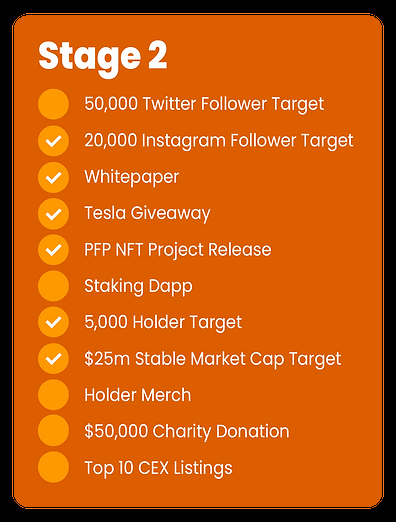 Stage 2
50,000 Twitter Follower Target
20,000 Instagram Follower Target
Whitepaper
Tesla Giveaway
PFP NFT Project Release
Staking Dapp
5,000 Holder Target
$25m Stable Market Cap Target
Holder Merch
$50,000 Charity Donation
Top 10 CEX Listings